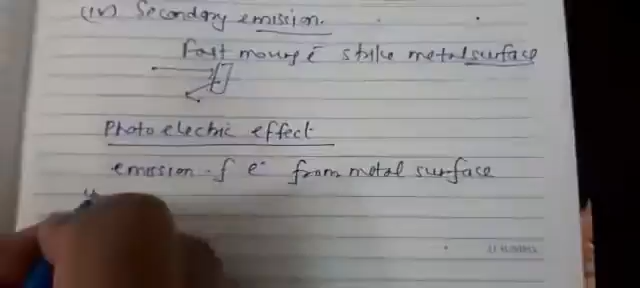 (iv) Secondary emission.
Fast moving ē strike metal surface
Photo electric effect
emission of e⁻ from metal surface